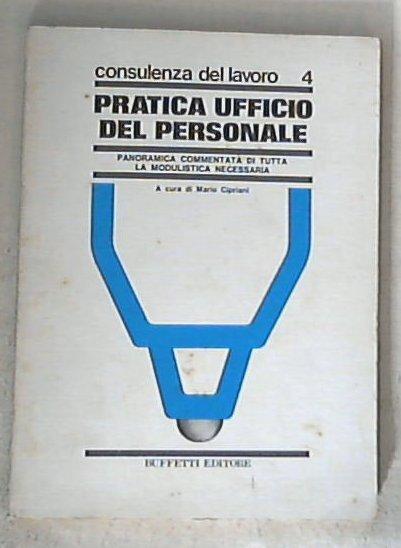 consulenza del lavoro 4
PRATICA UFFICIO
DEL PERSONALE
PANORAMICA COMMENTATA DI TUTTA
LA MODULISTICA NECESSARIA
A cura di Mario Cipriani
BUFFETTI EDITORE